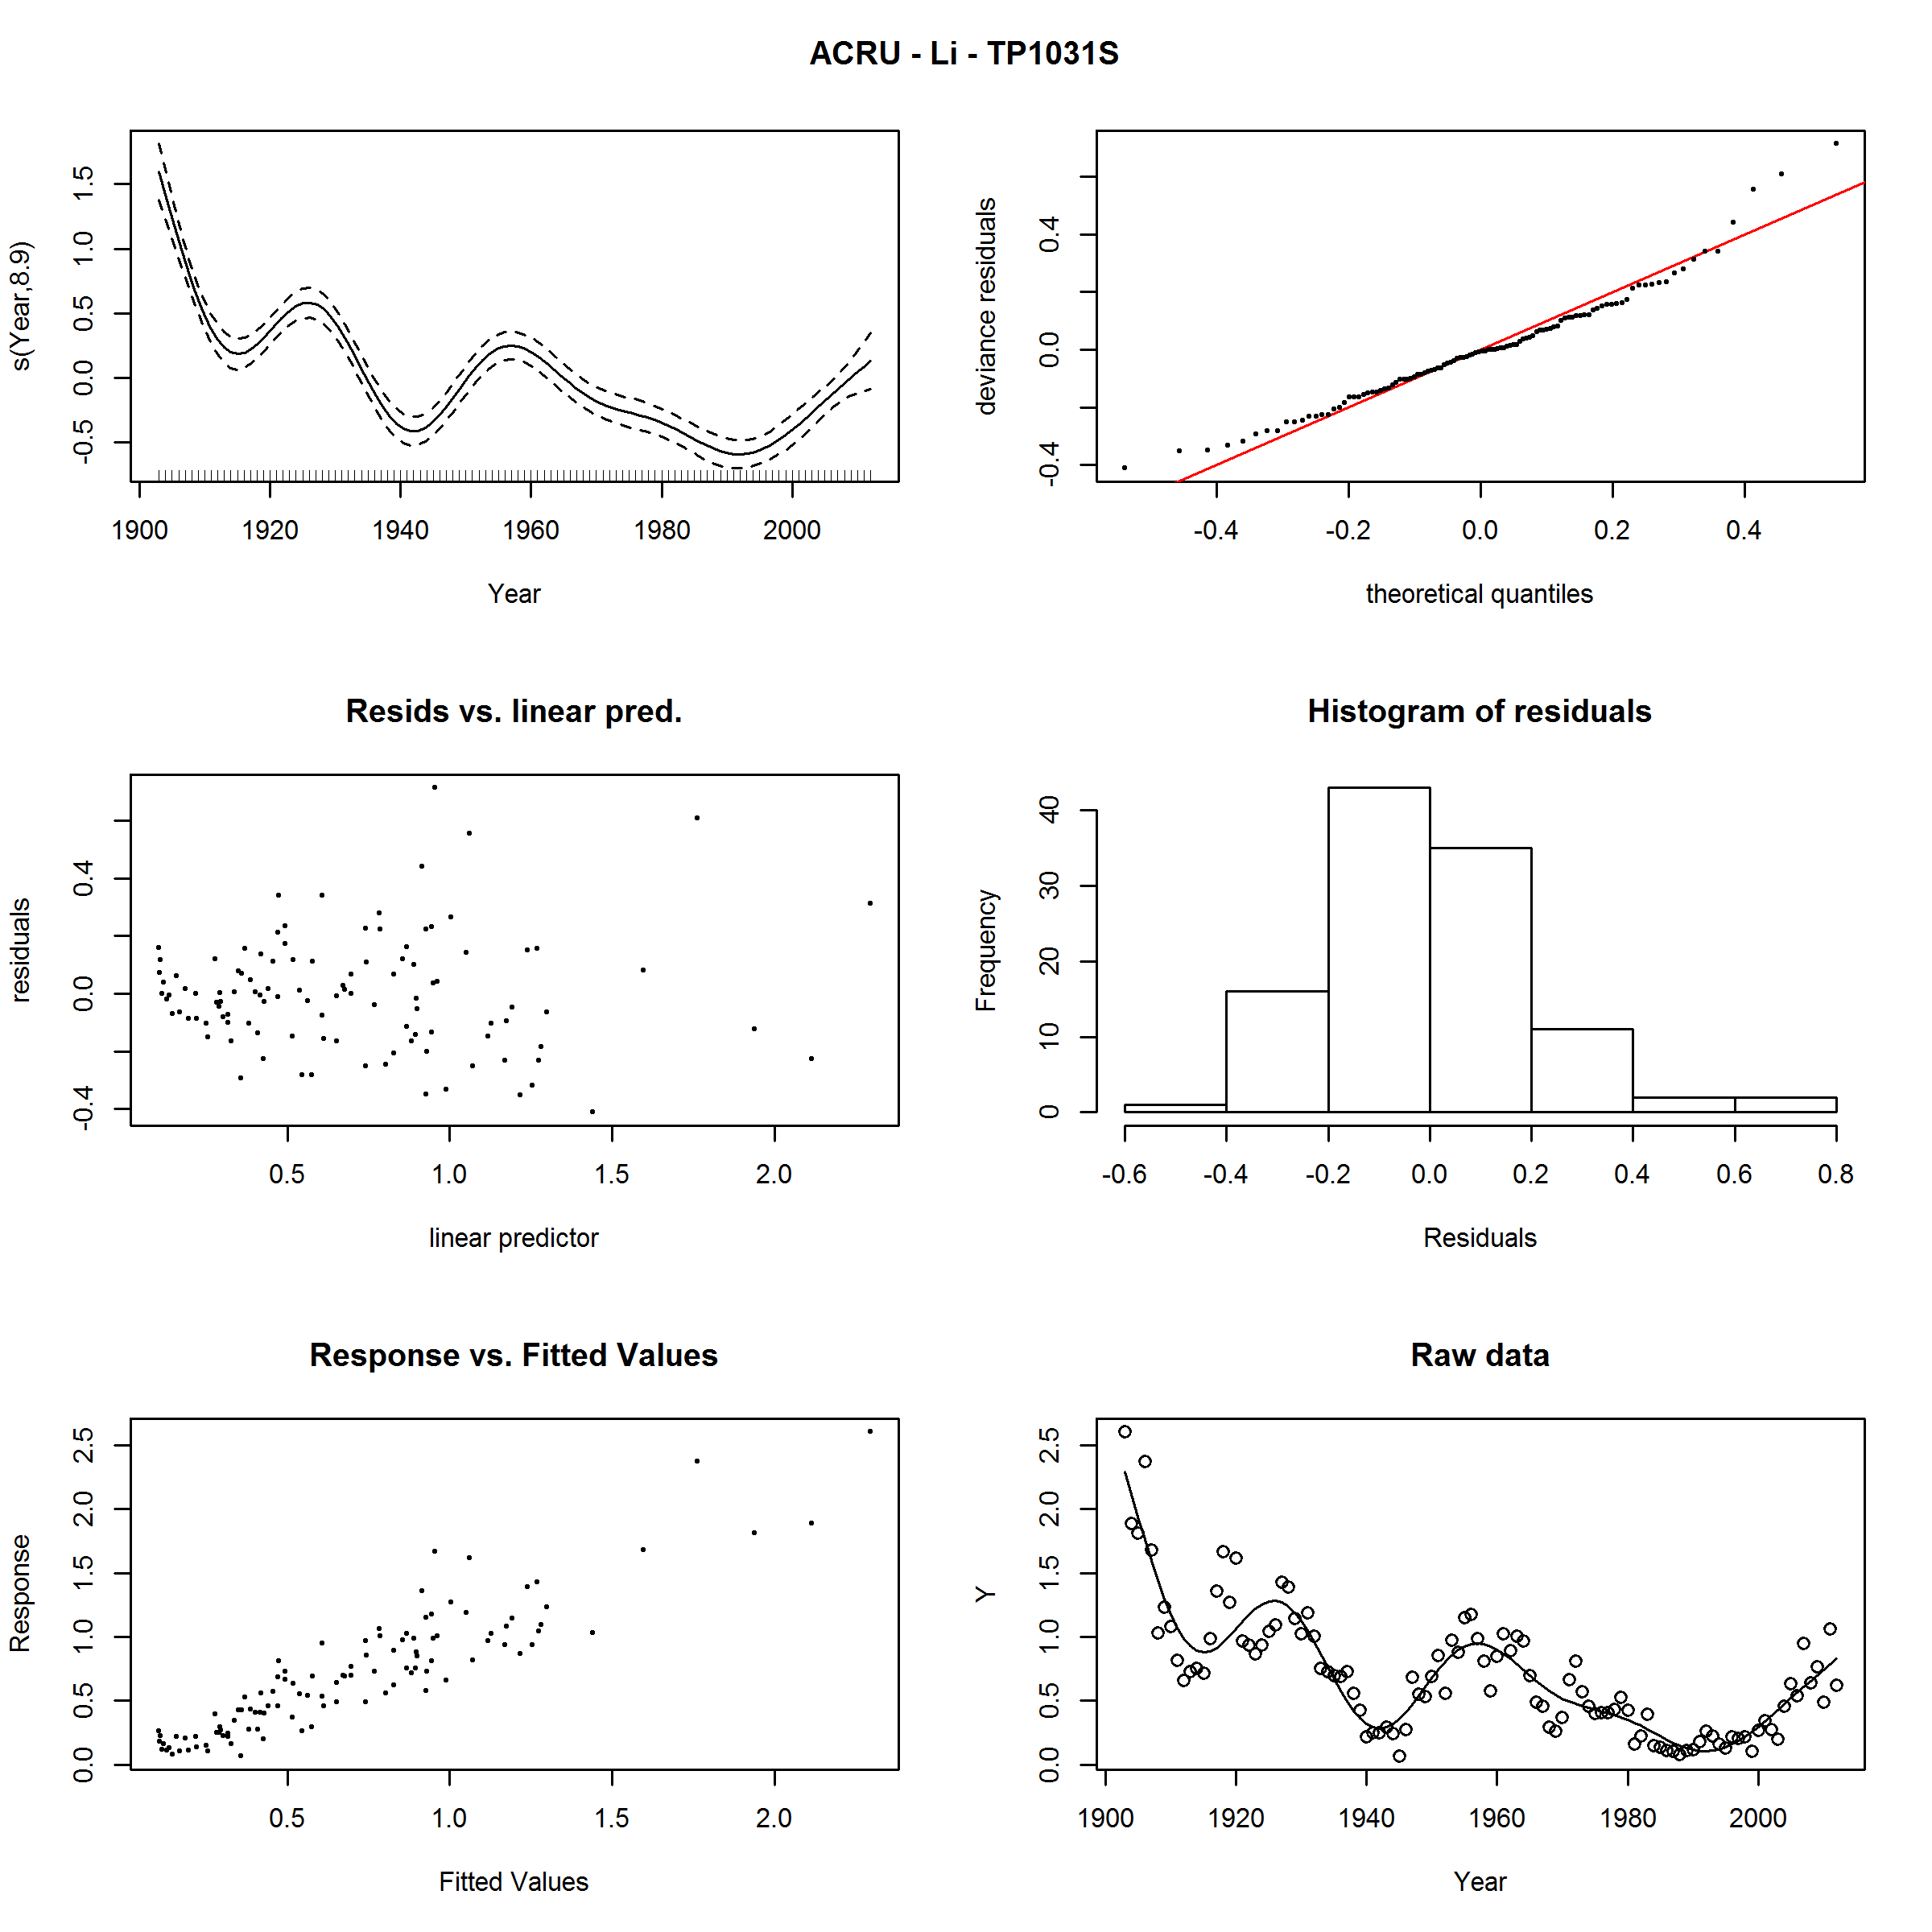 ACRU - Li - TP1031S
s(Year,8.9)
1.5
1.0
0.5
0.0
-0.5
1900 1920 1940 1960 1980 2000
Year
deviance residuals
0.4
0.0
-0.4
-0.4 -0.2 0.0 0.2 0.4
theoretical quantiles
Resids vs. linear pred.
residuals
0.4
0.0
-0.4
0.5 1.0 1.5 2.0
linear predictor
Histogram of residuals
Frequency
40
30
20
10
0
-0.6 -0.4 -0.2 0.0 0.2 0.4 0.6 0.8
Residuals
Response vs. Fitted Values
Response
2.5
2.0
1.5
1.0
0.5
0.0
0.5 1.0 1.5 2.0
Fitted Values
Raw data
Y
2.5
2.0
1.5
1.0
0.5
0.0
1900 1920 1940 1960 1980 2000
Year